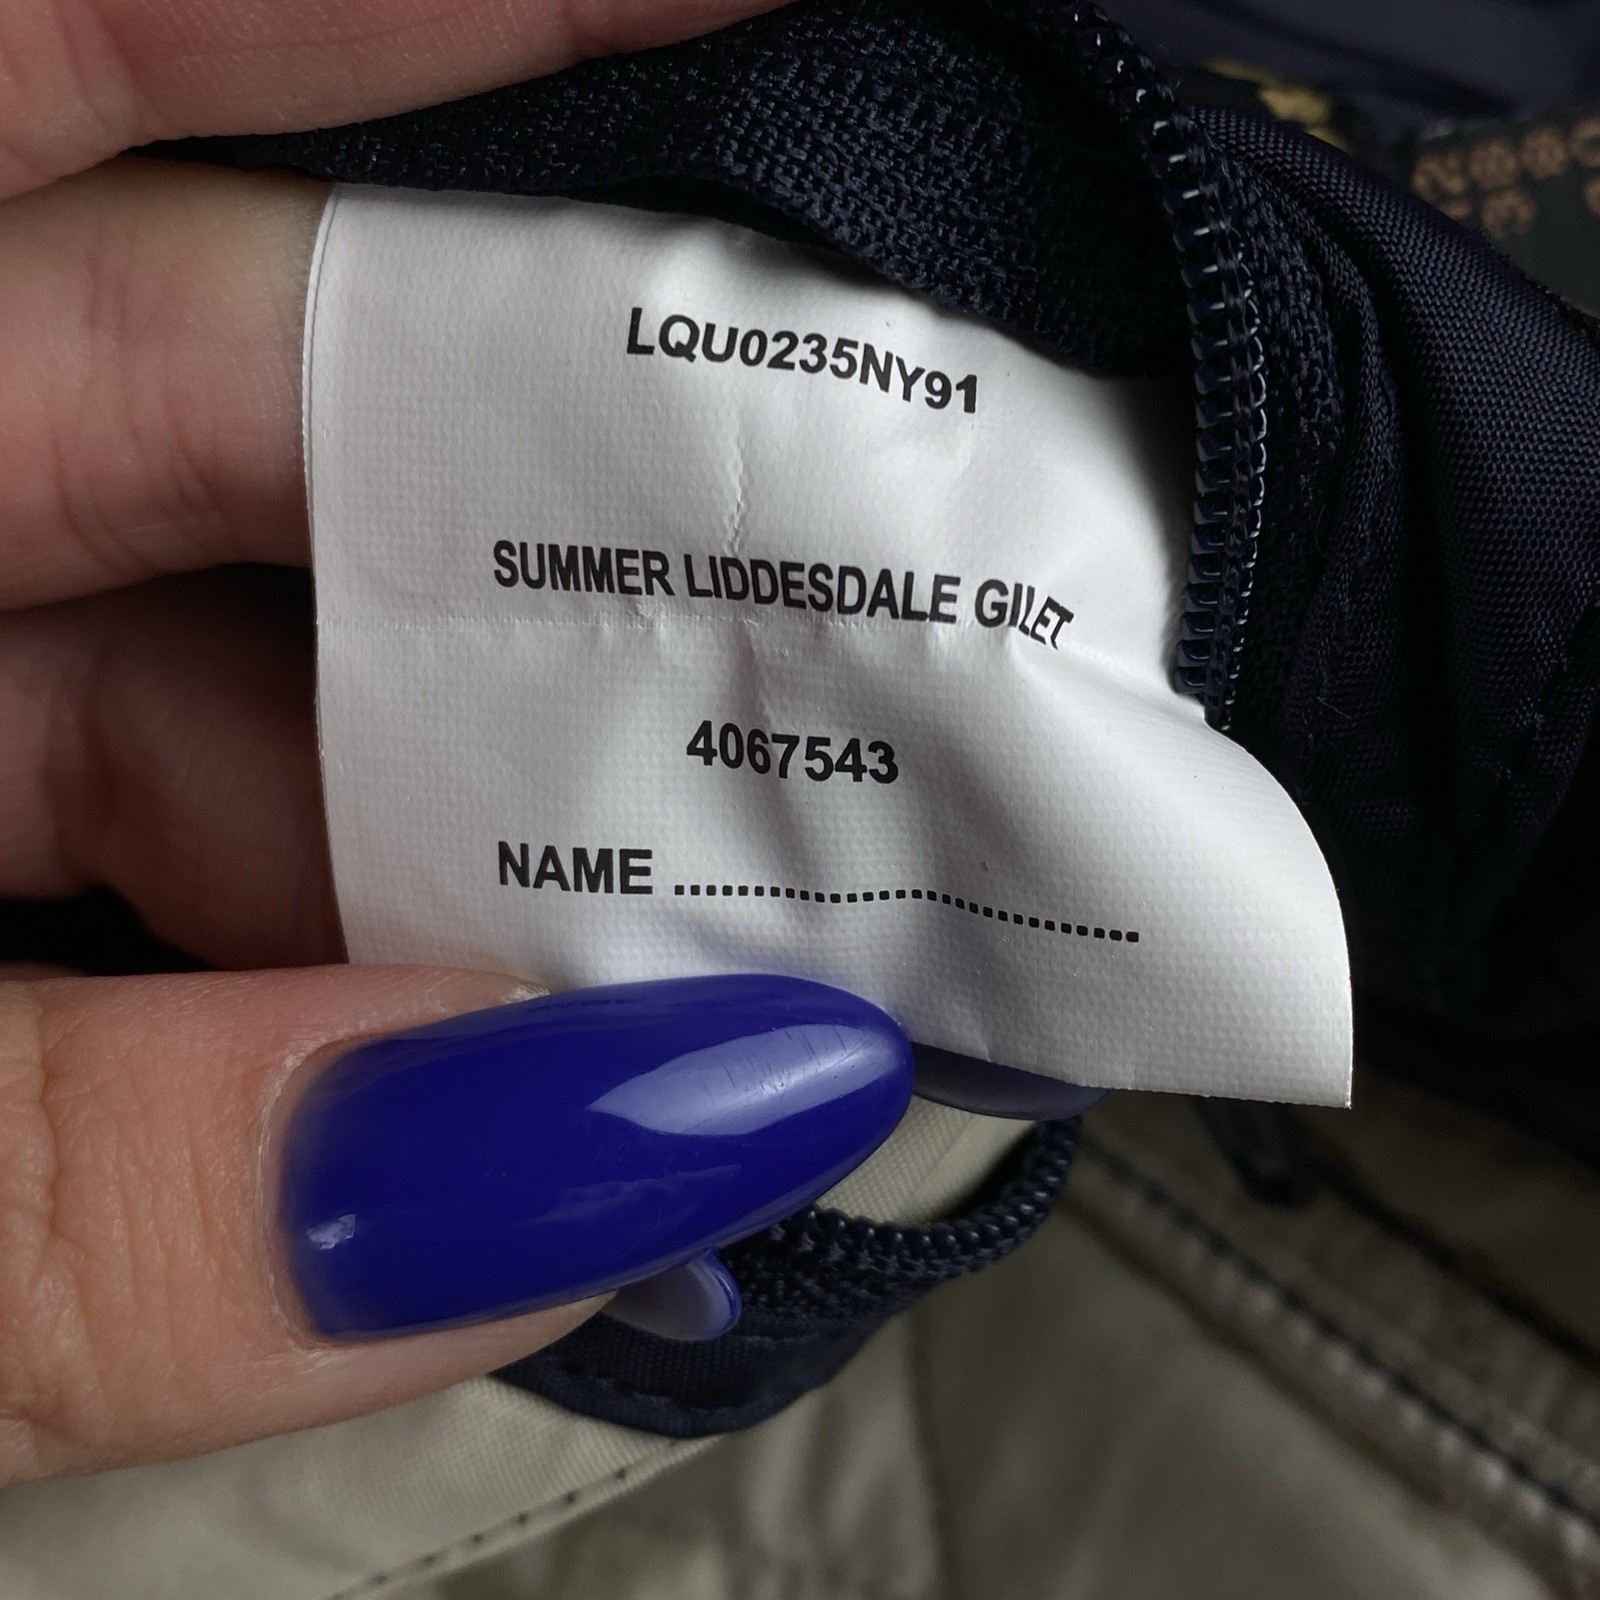 LQU0235NY91
SUMMER LIDDESDALE GILET
4067543
NAME ..............................